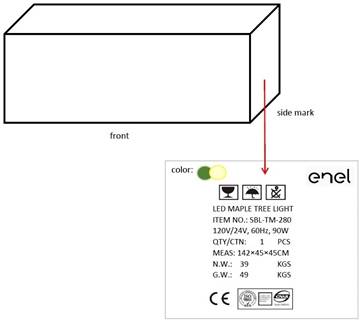 side mark
front
color:
enel
LED MAPLE TREE LIGHT
ITEM NO.: SBL-TM-280
120V/24V, 60Hz, 90W
QTY/CTN: 1 PCS
MEAS: 142×45×45CM
N.W.: 39 KGS
G.W.: 49 KGS
CE